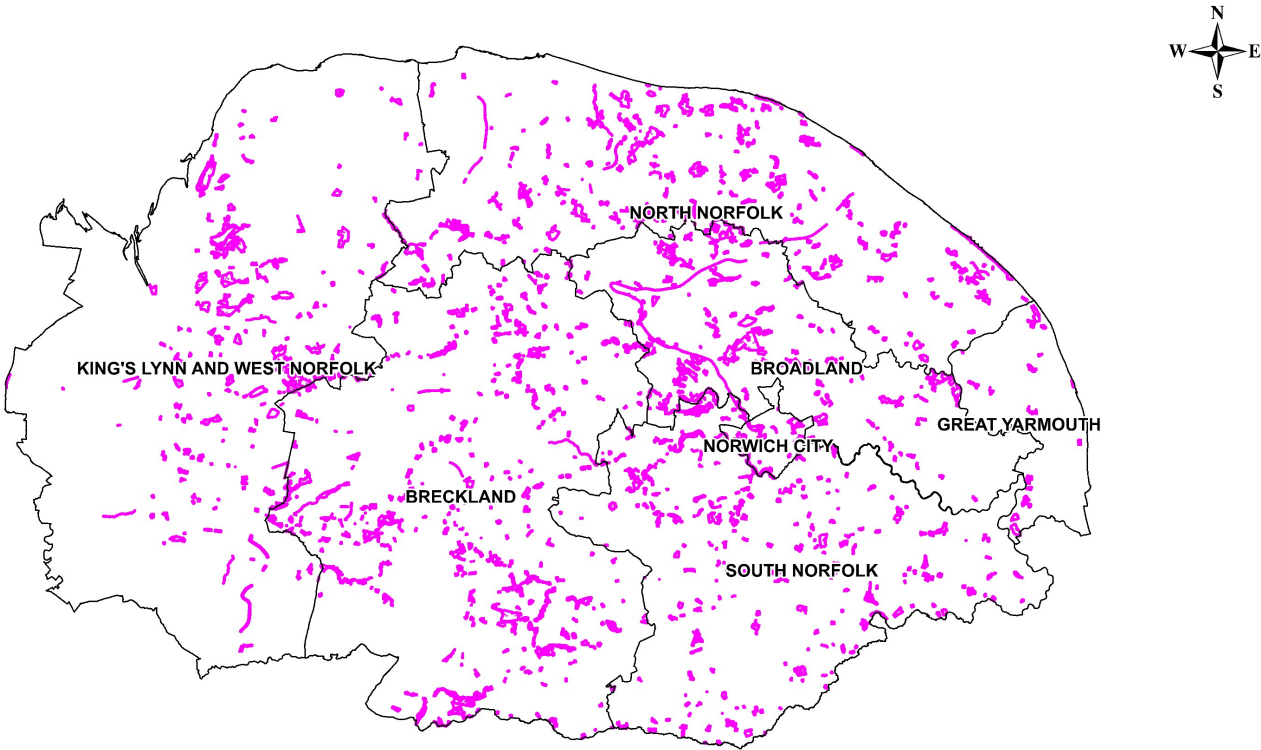 N
W E
S
NORTH NORFOLK
KING'S LYNN AND WEST NORFOLK
BROADLAND
GREAT YARMOUTH
NORWICH CITY
BRECKLAND
SOUTH NORFOLK